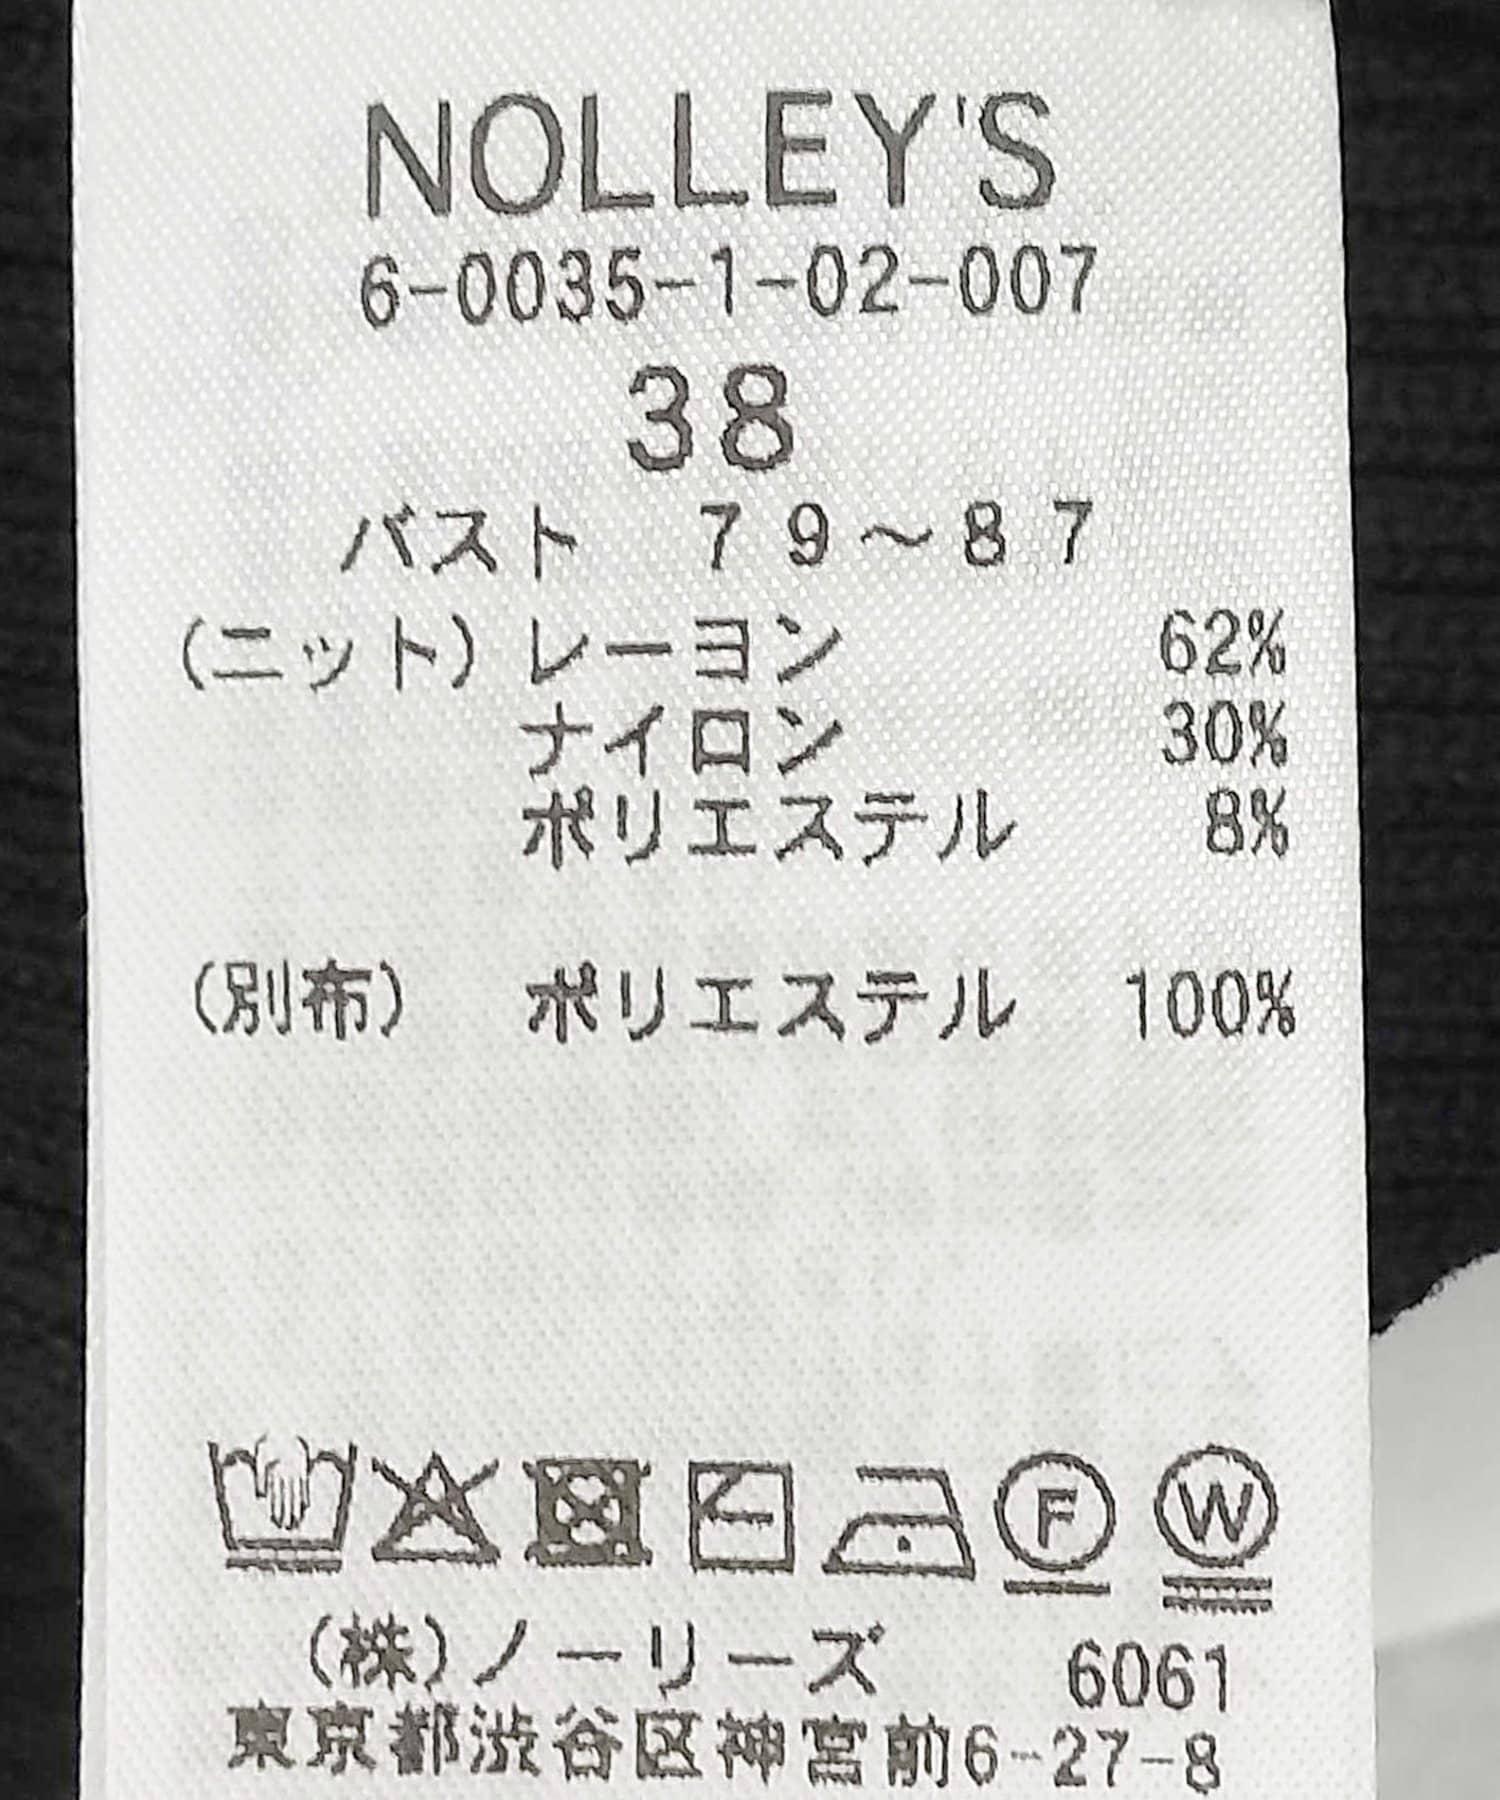 NOLLEY'S
6-0035-1-02-007
38
バスト 79～87
(ニット) レーヨン 62%
ナイロン 30%
ポリエステル 8%
(別布) ポリエステル 100%
F W
(株)ノーリーズ 6061
東京都渋谷区神宮前6-27-8